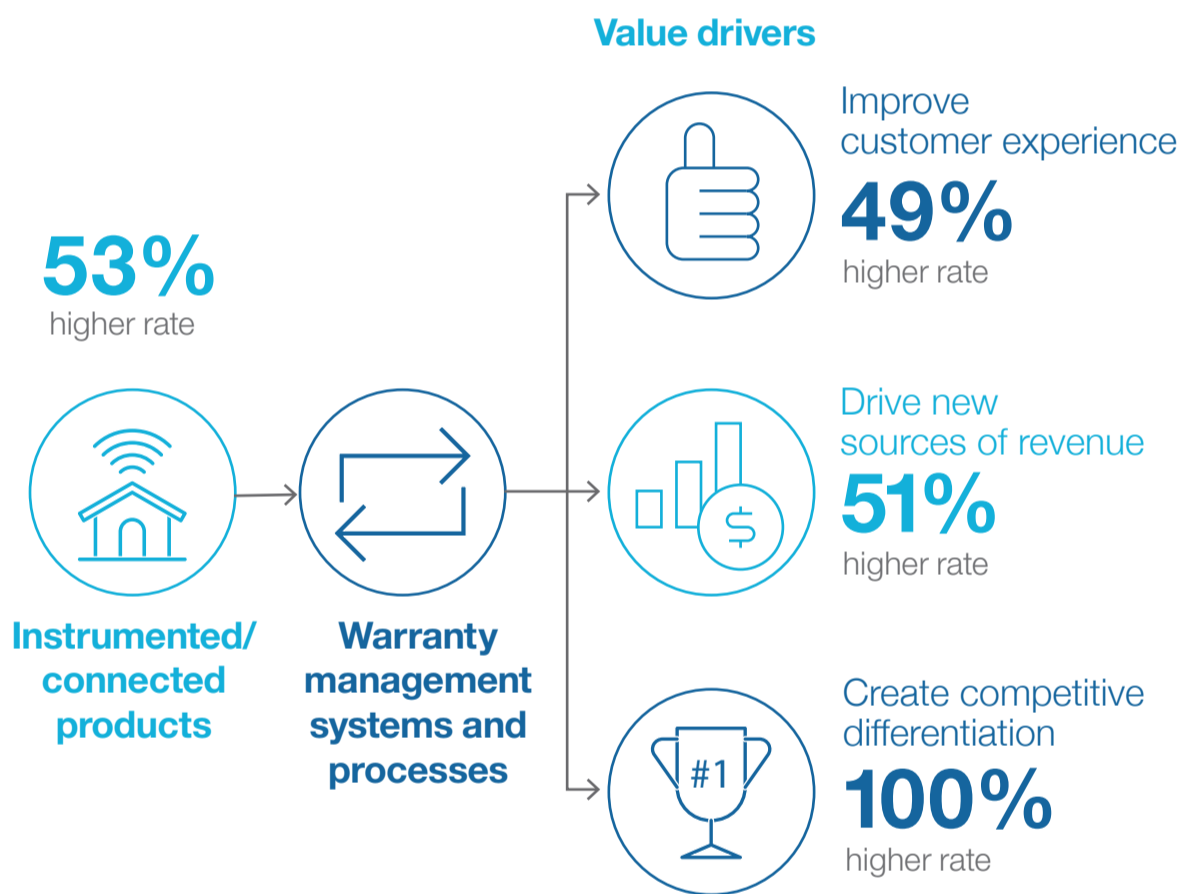 Value drivers
Improve
customer experience
49%
higher rate
53%
higher rate
Drive new
sources of revenue
51%
higher rate
$
Instrumented/
connected
products
Warranty
management
systems and
processes
Create competitive
differentiation
100%
higher rate
#1